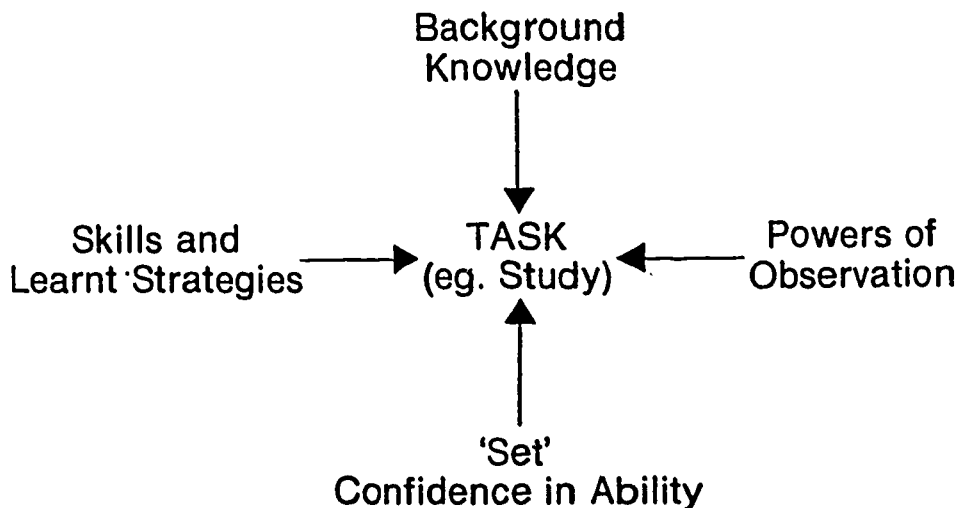 Background
Knowledge
Skills and
Learnt Strategies
TASK
(eg. Study)
Powers of
Observation
'Set'
Confidence in Ability